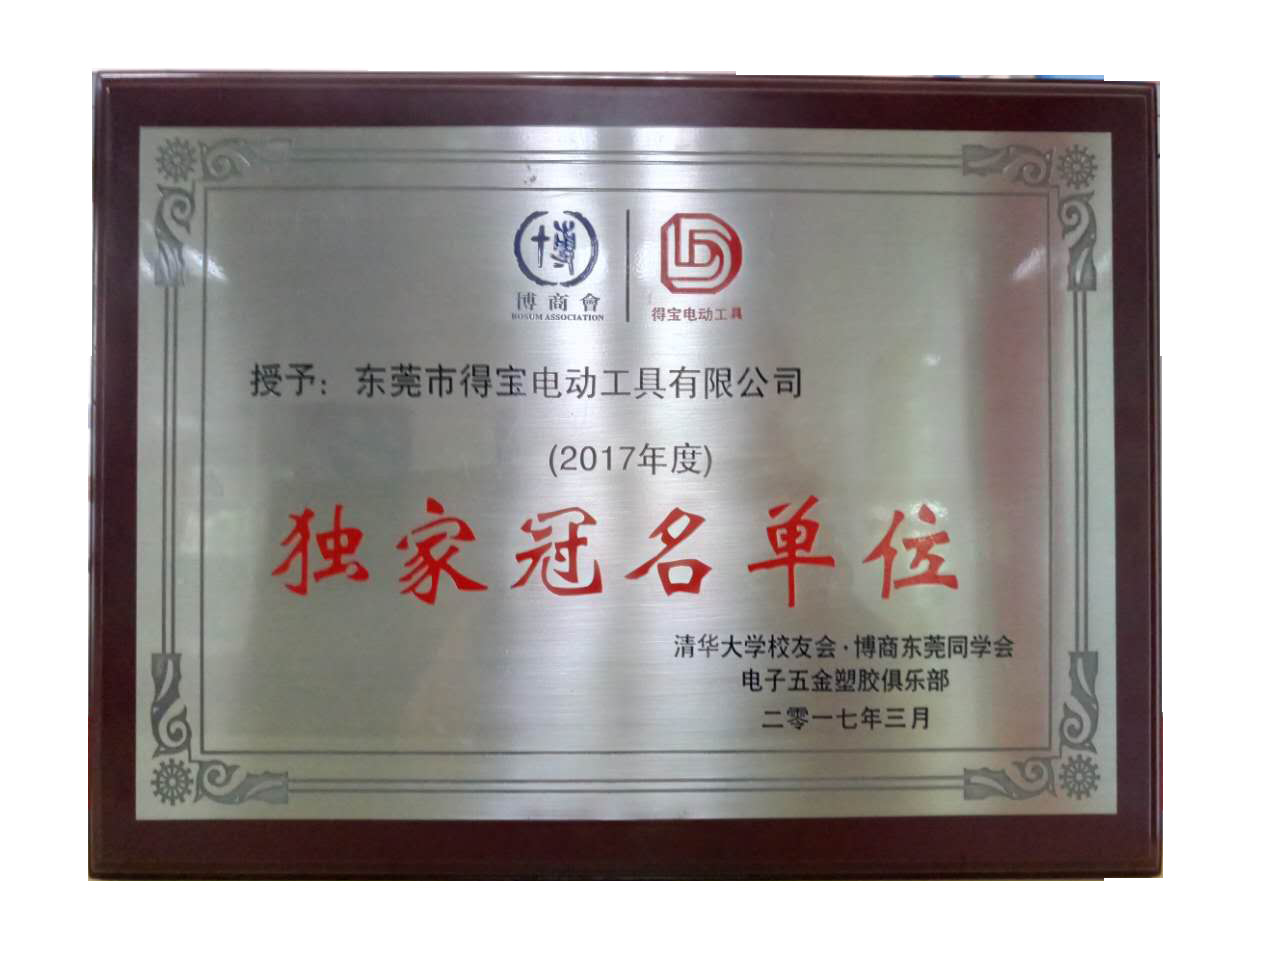 博
博商會
BOSUM ASSOCIATION
得宝电动工具
授予：东莞市得宝电动工具有限公司
(2017年度)
独家冠名单位
清华大学校友会·博商东莞同学会
电子五金塑胶俱乐部
二零一七年三月